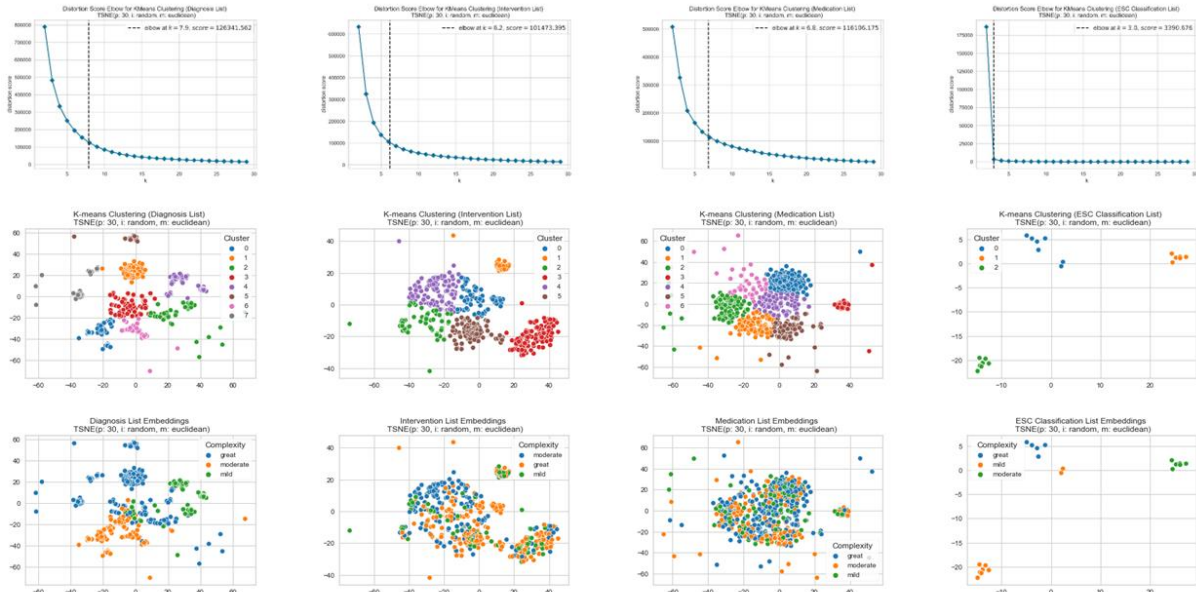 Distortion Score Elbow for KMeans Clustering (Diagnosis List)
TSNE(p: 30, i: random, m: euclidean)
elbow at k = 7.9, score = 126341.562
distortion score
k
Distortion Score Elbow for KMeans Clustering (Intervention List)
TSNE(p: 30, i: random, m: euclidean)
elbow at k = 6.2, score = 101473.395
distortion score
k
Distortion Score Elbow for KMeans Clustering (Medication List)
TSNE(p: 30, i: random, m: euclidean)
elbow at k = 6.8, score = 116106.175
distortion score
k
Distortion Score Elbow for KMeans Clustering (ESC Classification List)
TSNE(p: 30, i: random, m: euclidean)
elbow at k = 3.0, score = 3390.676
distortion score
k
K-means Clustering (Diagnosis List)
TSNE(p: 30, i: random, m: euclidean)
Cluster
0
1
2
3
4
5
6
7
K-means Clustering (Intervention List)
TSNE(p: 30, i: random, m: euclidean)
Cluster
0
1
2
3
4
5
K-means Clustering (Medication List)
TSNE(p: 30, i: random, m: euclidean)
Cluster
0
1
2
3
4
5
6
K-means Clustering (ESC Classification List)
TSNE(p: 30, i: random, m: euclidean)
Cluster
0
1
2
Diagnosis List Embeddings
TSNE(p: 30, i: random, m: euclidean)
Complexity
great
moderate
mild
Intervention List Embeddings
TSNE(p: 30, i: random, m: euclidean)
Complexity
moderate
great
mild
Medication List Embeddings
TSNE(p: 30, i: random, m: euclidean)
Complexity
great
moderate
mild
ESC Classification List Embeddings
TSNE(p: 30, i: random, m: euclidean)
Complexity
great
mild
moderate